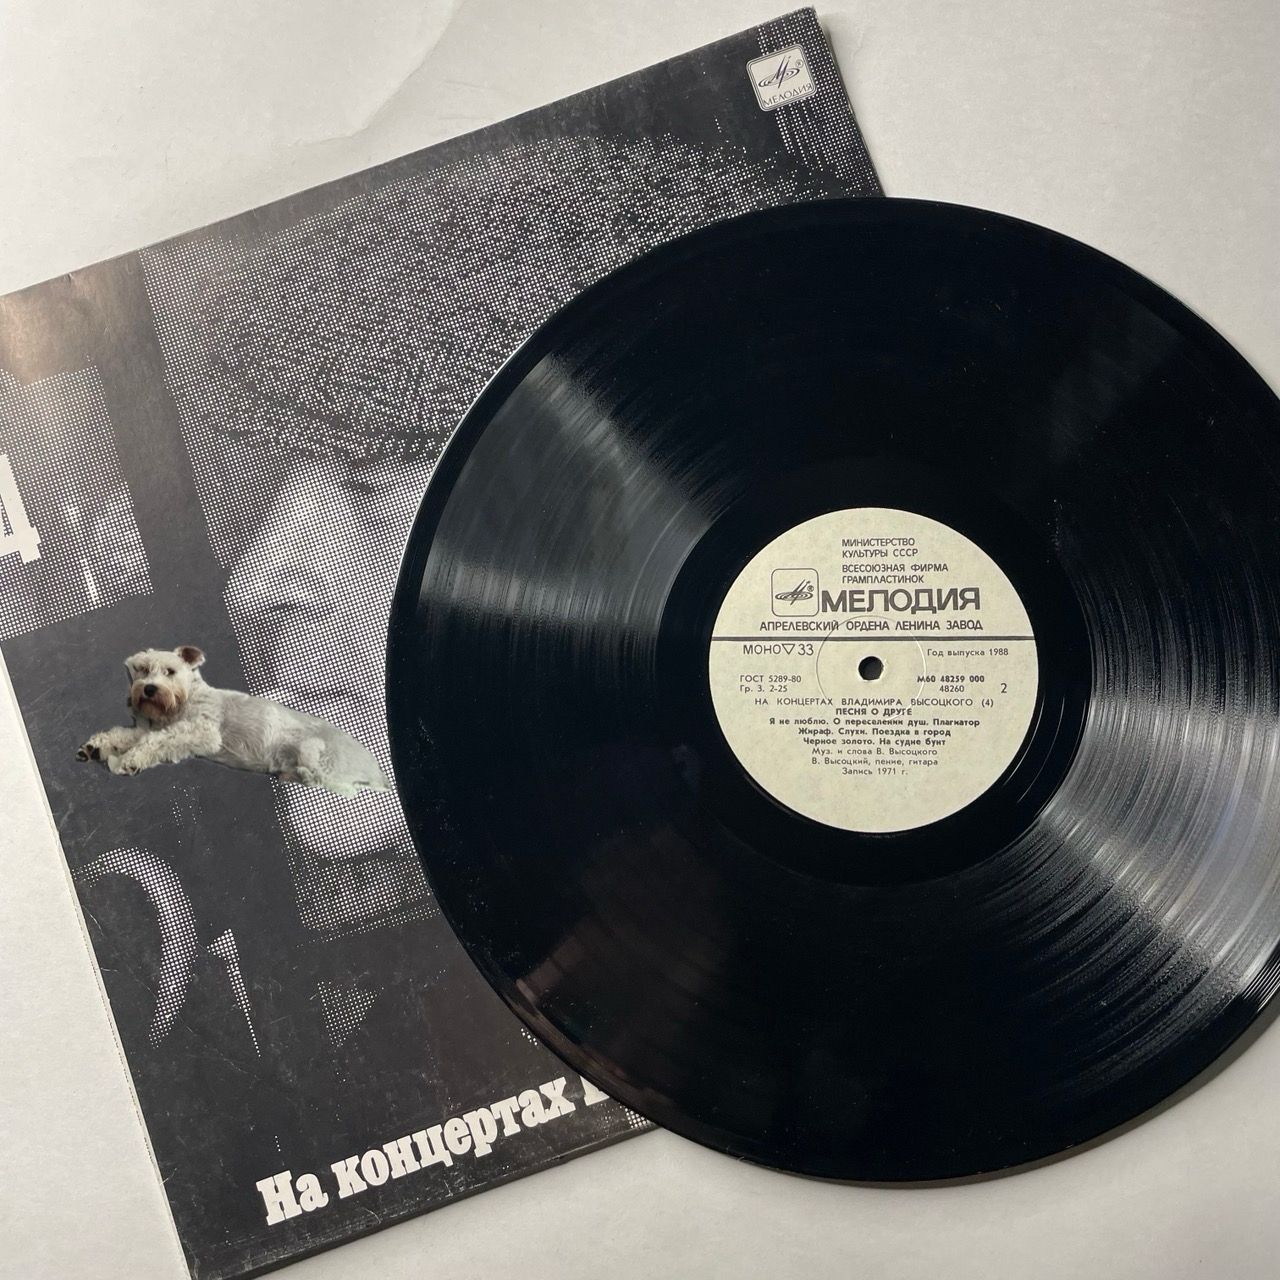 МЕЛОДИЯ
Д
На концертах
МИНИСТЕРСТВО
КУЛЬТУРЫ СССР
ВСЕСОЮЗНАЯ ФИРМА
ГРАМПЛАСТИНОК
МЕЛОДИЯ
АПРЕЛЕВСКИЙ ОРДЕНА ЛЕНИНА ЗАВОД
МОНО 33
Год выпуска 1988
ГОСТ 5289-80
Гр. 3. 2-25
М60 48259 000
48260
2
НА КОНЦЕРТАХ ВЛАДИМИРА ВЫСОЦКОГО (4)
ПЕСНЯ О ДРУГЕ
Я не люблю. О переселении душ. Плагиатор
Жираф. Слухи. Поездка в город
Черное золото. На судне бунт
Муз. и слова В. Высоцкого
В. Высоцкий, пение, гитара
Запись 1971 г.